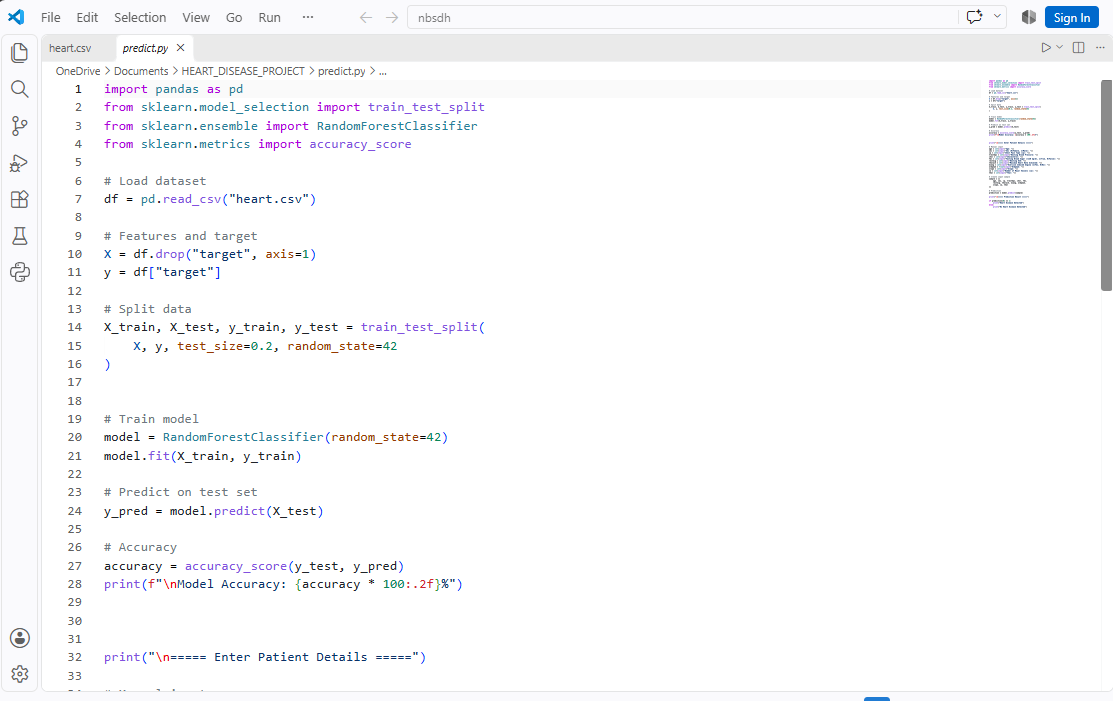 File Edit Selection View Go Run ··· nbsdh Sign In
heart.csv predict.py
OneDrive > Documents > HEART_DISEASE_PROJECT > predict.py > ...
1 import pandas as pd
2 from sklearn.model_selection import train_test_split
3 from sklearn.ensemble import RandomForestClassifier
4 from sklearn.metrics import accuracy_score
5
6 # Load dataset
7 df = pd.read_csv("heart.csv")
8
9 # Features and target
10 X = df.drop("target", axis=1)
11 y = df["target"]
12
13 # Split data
14 X_train, X_test, y_train, y_test = train_test_split(
15     X, y, test_size=0.2, random_state=42
16 )
17
18
19 # Train model
20 model = RandomForestClassifier(random_state=42)
21 model.fit(X_train, y_train)
22
23 # Predict on test set
24 y_pred = model.predict(X_test)
25
26 # Accuracy
27 accuracy = accuracy_score(y_test, y_pred)
28 print(f"\nModel Accuracy: {accuracy * 100:.2f}%")
29
30
31
32 print("\n===== Enter Patient Details =====")
33